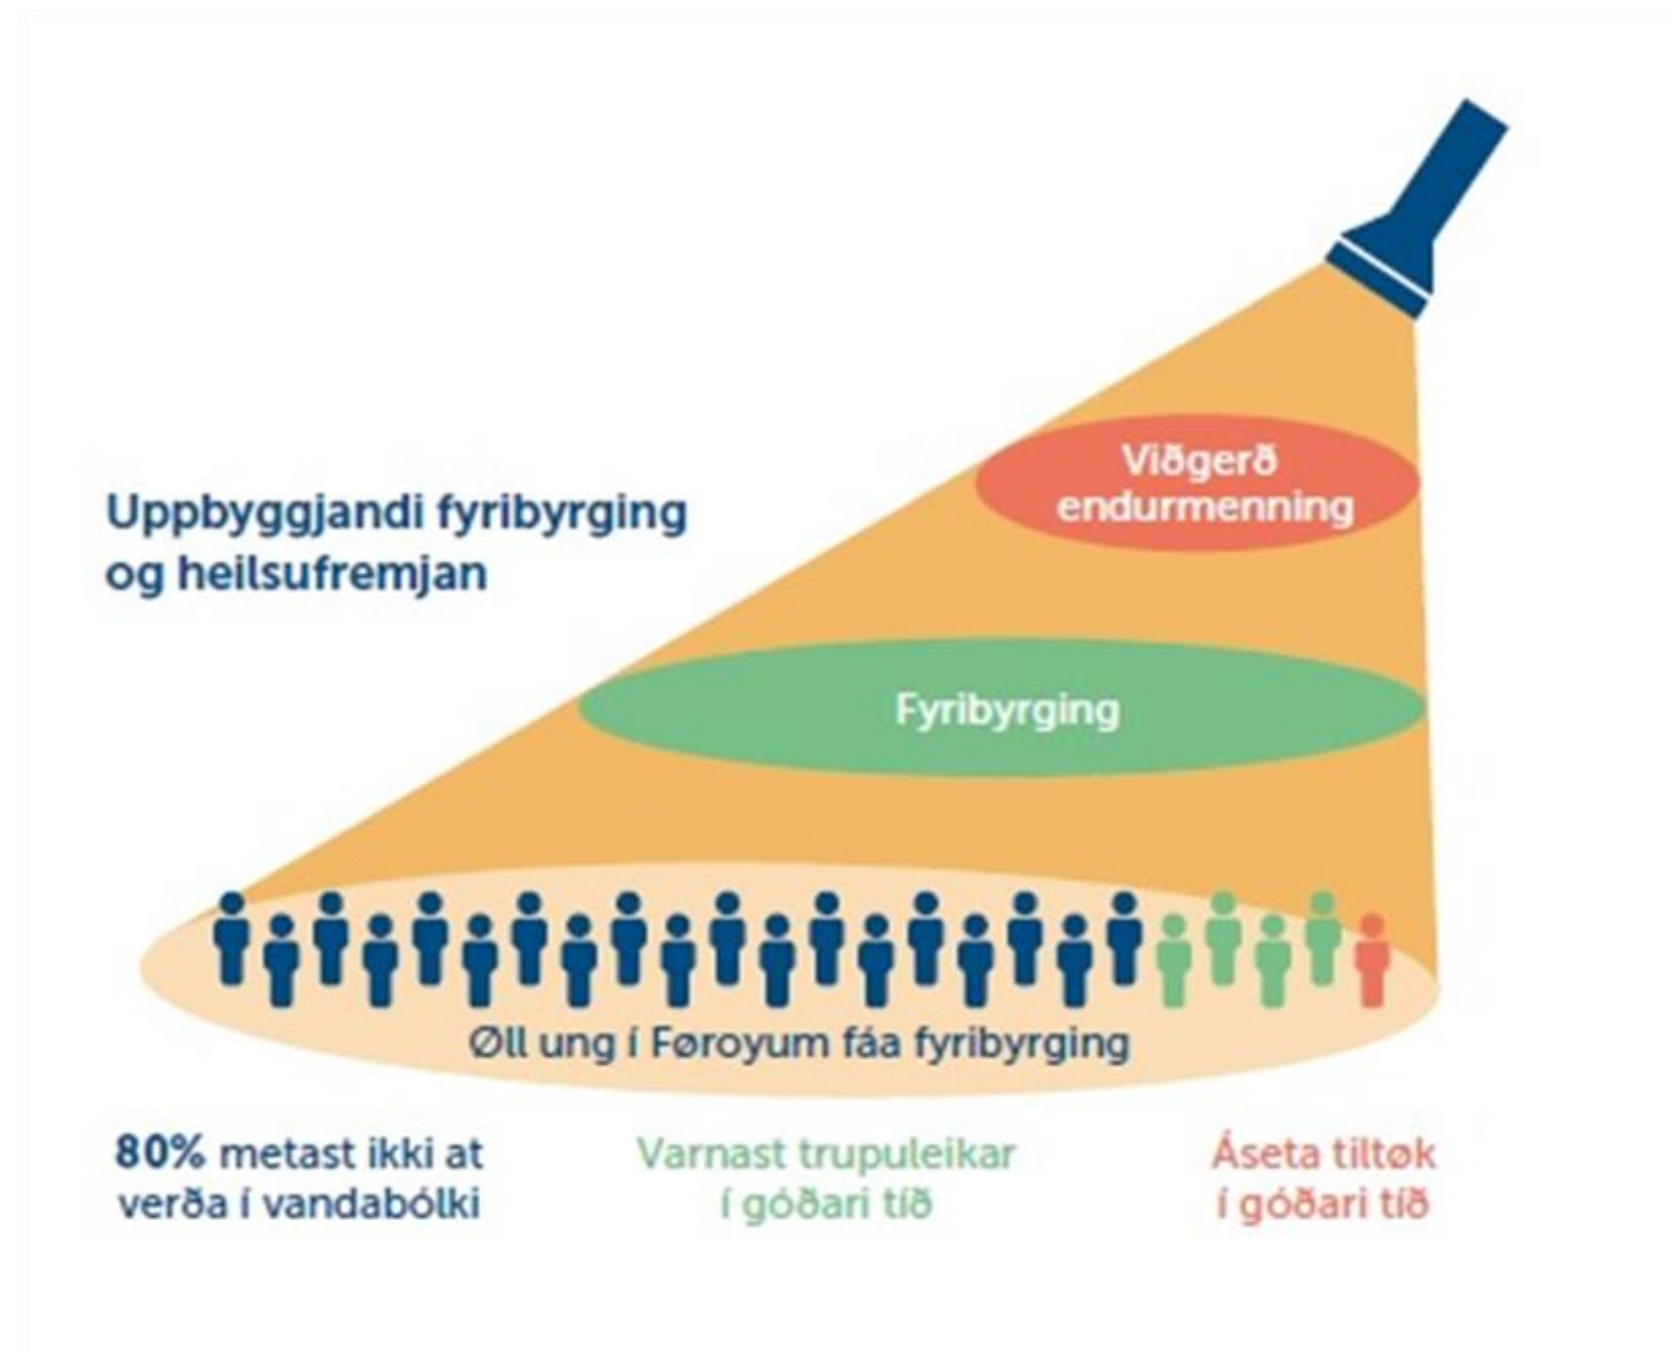 Viðgerð
endurmenning
Uppbyggjandi fyribyrging
og heilsufremjan
Fyribyrging
Øll ung í Føroyum fáa fyribyrging
80% metast ikki at
verða í vandabólki
Varnast trupuleikar
í góðari tíð
Áseta tiltøk
í góðari tíð